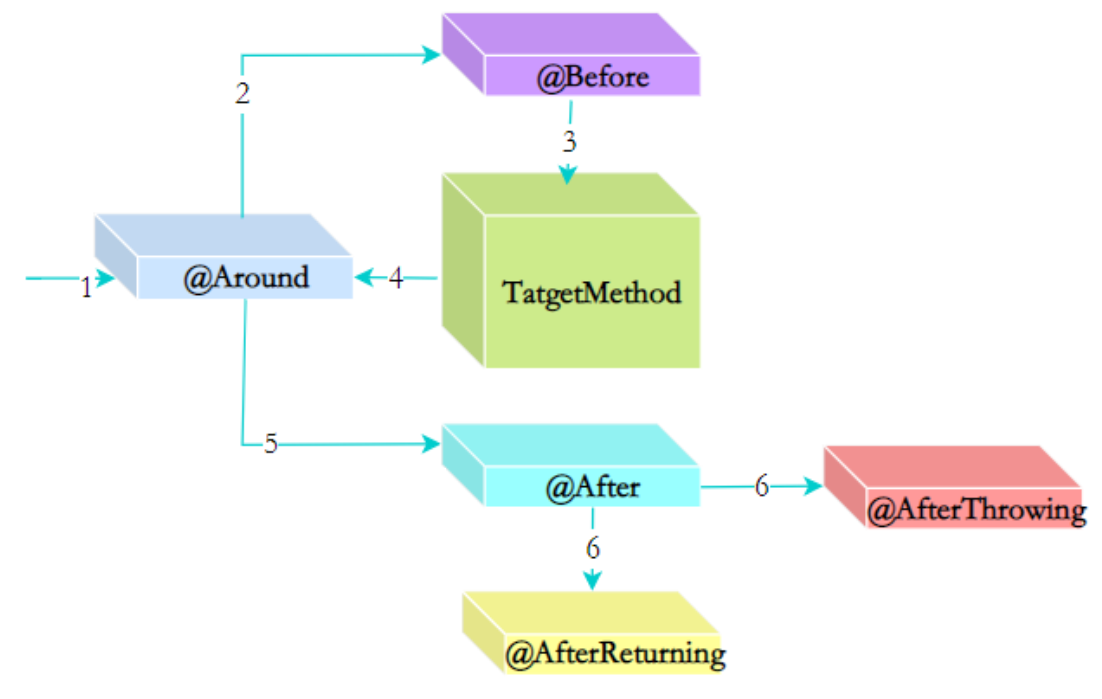 @Before
2
3
@Around
1
4
TatgetMethod
5
@After
6
@AfterThrowing
6
@AfterReturning